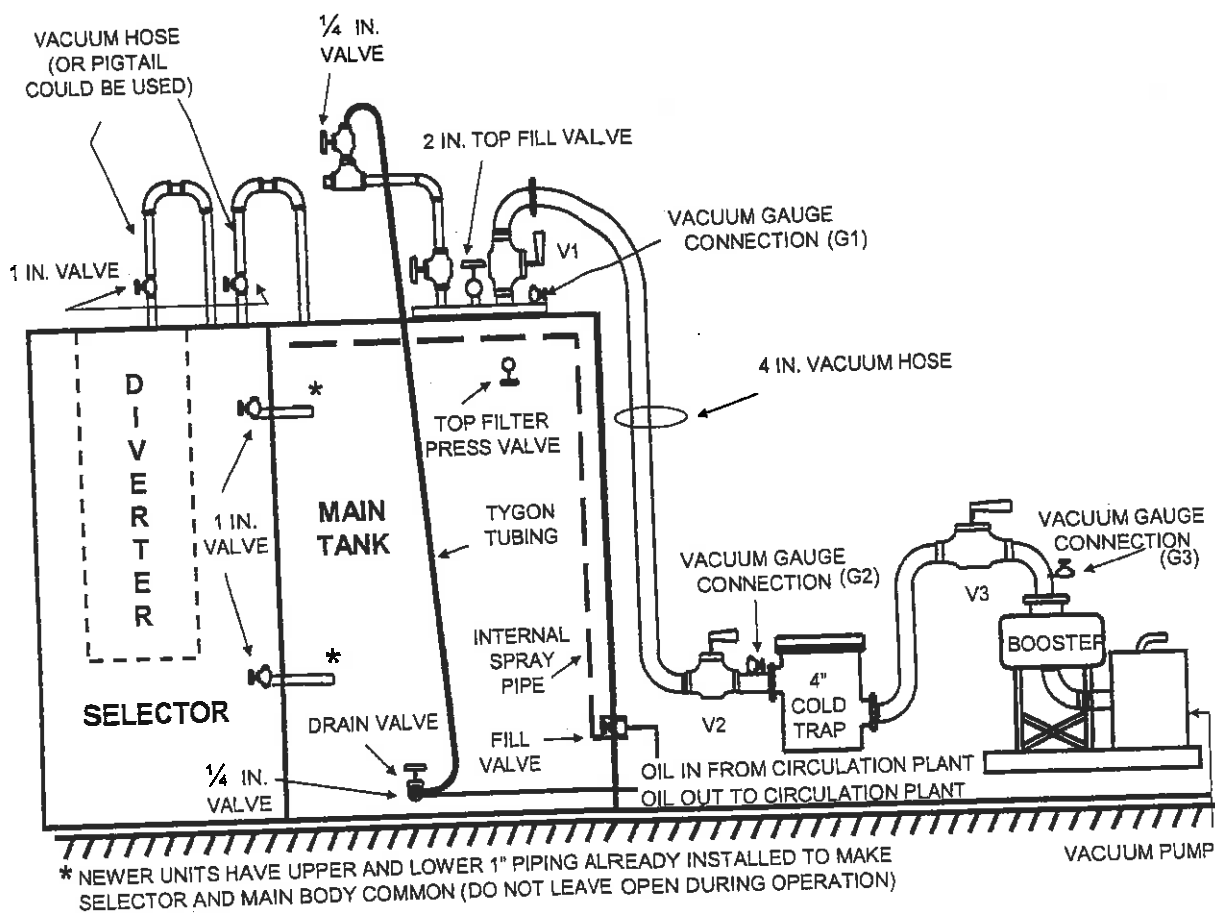 VACUUM HOSE
(OR PIGTAIL
COULD BE USED)
¼ IN.
VALVE
2 IN. TOP FILL VALVE
VACUUM GAUGE
CONNECTION (G1)
V1
1 IN. VALVE
4 IN. VACUUM HOSE
D
I
V
E
R
T
E
R
*
TOP FILTER
PRESS VALVE
1 IN.
VALVE
MAIN
TANK
TYGON
TUBING
VACUUM GAUGE
CONNECTION (G2)
VACUUM GAUGE
CONNECTION
(G3)
V3
BOOSTER
INTERNAL
SPRAY
PIPE
*
4"
COLD
TRAP
SELECTOR
DRAIN VALVE
V2
FILL
VALVE
¼ IN.
VALVE
OIL IN FROM CIRCULATION PLANT
OIL OUT TO CIRCULATION PLANT
VACUUM PUMP
* NEWER UNITS HAVE UPPER AND LOWER 1" PIPING ALREADY INSTALLED TO MAKE
SELECTOR AND MAIN BODY COMMON (DO NOT LEAVE OPEN DURING OPERATION)